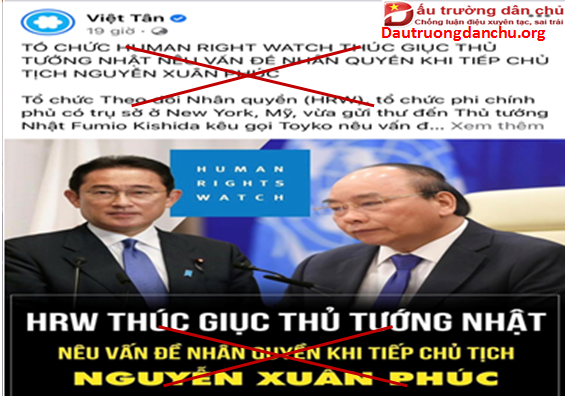 Việt Tân
19 giờ ·
Đấu trường dân chủ
Chống luận điệu xuyên tạc, sai trái
Dautruongdanchu.org
TỔ CHỨC HUMAN RIGHT WATCH THÚC GIỤC THỦ
TƯỚNG NHẬT NÊU VẤN ĐỀ NHÂN QUYỀN KHI TIẾP CHỦ
TỊCH NGUYỄN XUÂN PHÚC
Tổ chức Theo dõi Nhân quyền (HRW), tổ chức phi chính
phủ có trụ sở ở New York, Mỹ, vừa gửi thư đến Thủ tướng
Nhật Fumio Kishida kêu gọi Toyko nêu vấn đ... Xem thêm
HUMAN
RIGHTS
WATCH
HRW THÚC GIỤC THỦ TƯỚNG NHẬT
NÊU VẤN ĐỀ NHÂN QUYỀN KHI TIẾP CHỦ TỊCH
NGUYỄN XUÂN PHÚC